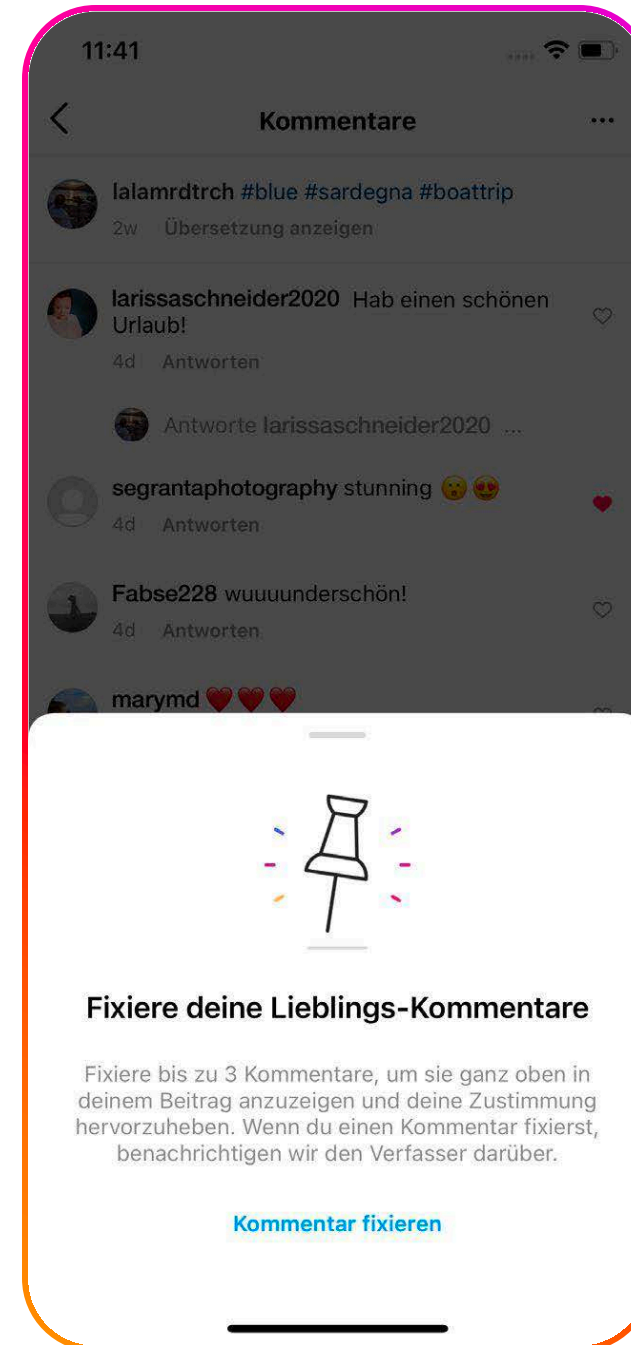 11:41
Kommentare
lalamrdtrch #blue #sardegna #boattrip
2w Übersetzung anzeigen
larissaschneider2020 Hab einen schönen
Urlaub!
4d Antworten
Antworte larissaschneider2020 ...
segrantaphotography stunning 😮😍
4d Antworten
Fabse228 wuuuunderschön!
4d Antworten
marymd ❤️❤️❤️
Fixiere deine Lieblings-Kommentare
Fixiere bis zu 3 Kommentare, um sie ganz oben in
deinem Beitrag anzuzeigen und deine Zustimmung
hervorzuheben. Wenn du einen Kommentar fixierst,
benachrichtigen wir den Verfasser darüber.
Kommentar fixieren